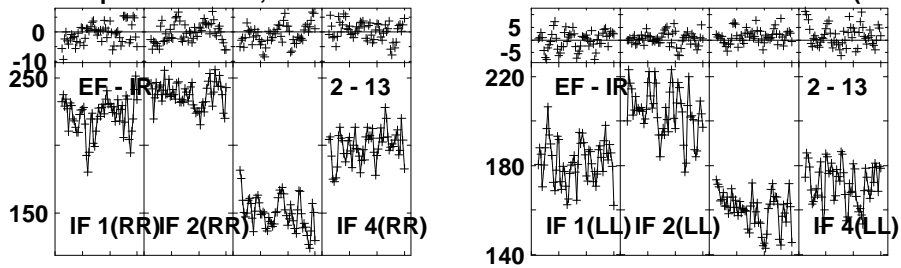 0
-10
250
150
EF - IR
2 - 13
IF 1(RR)
IF 2(RR)
IF 4(RR)
5
-5
220
180
140
EF - IR
2 - 13
IF 1(LL)
IF 2(LL)
IF 4(LL)